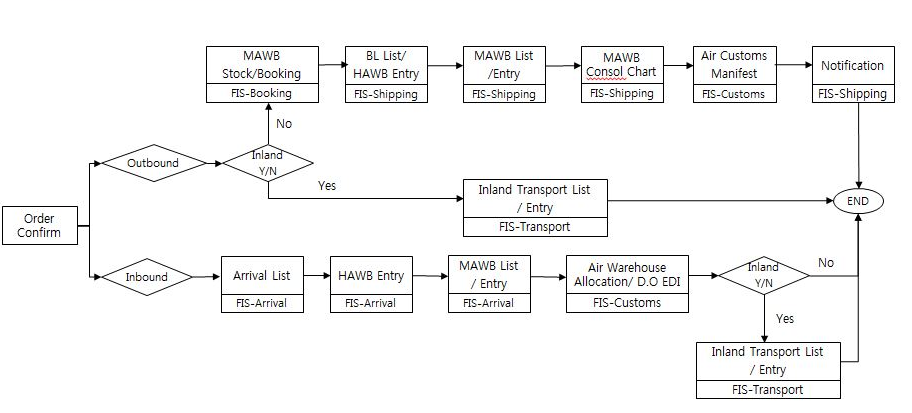 MAWB
Stock/Booking
FIS-Booking
BL List/
HAWB Entry
FIS-Shipping
MAWB List
/Entry
FIS-Shipping
MAWB
Consol Chart
FIS-Shipping
Air Customs
Manifest
FIS-Customs
Notification
FIS-Shipping
No
Outbound
Inland
Y/N
Yes
Inland Transport List
/ Entry
FIS-Transport
END
Order
Confirm
Inbound
Arrival List
FIS-Arrival
HAWB Entry
FIS-Arrival
MAWB List
/ Entry
FIS-Arrival
Air Warehouse
Allocation/ D.O EDI
FIS-Customs
Inland
Y/N
No
Yes
Inland Transport List
/ Entry
FIS-Transport